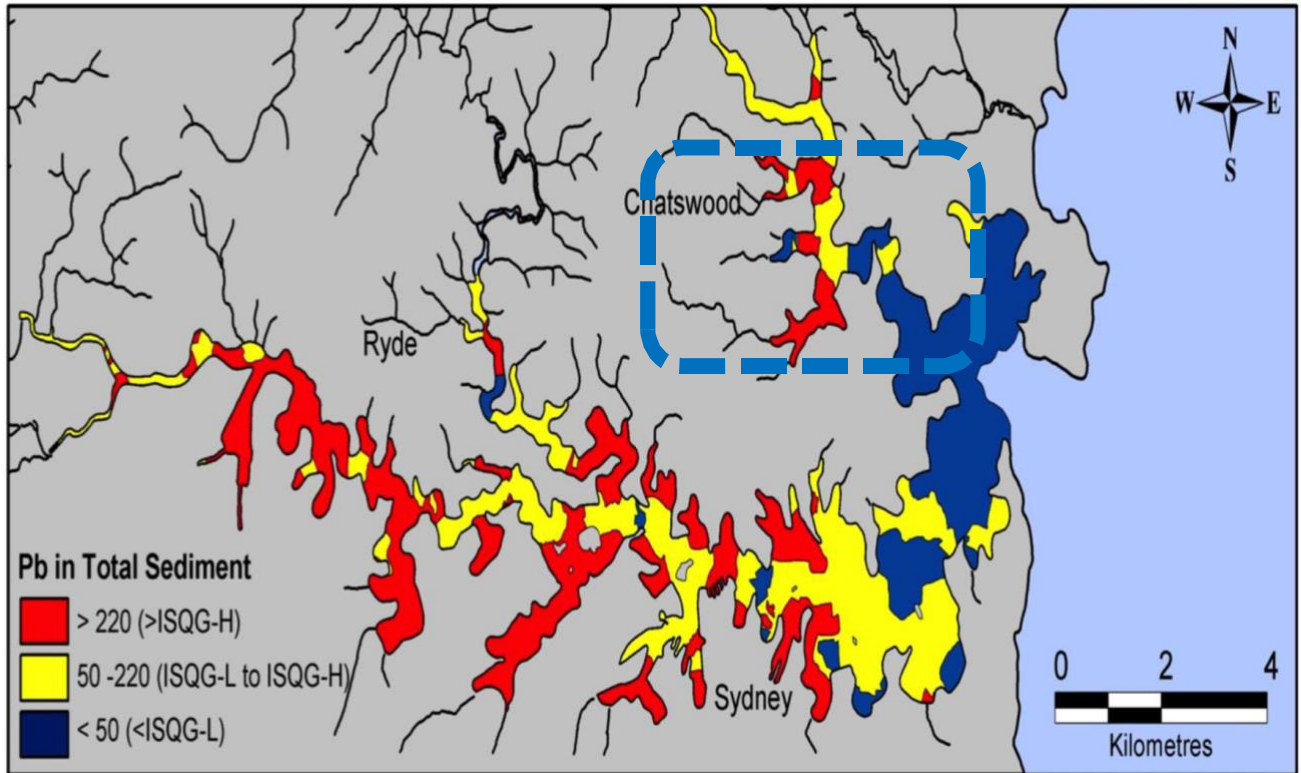 N
W E
S
Chatswood
Ryde
Pb in Total Sediment
> 220 (>ISQG-H)
50 -220 (ISQG-L to ISQG-H)
< 50 (<ISQG-L)
Sydney
0 2 4
Kilometres